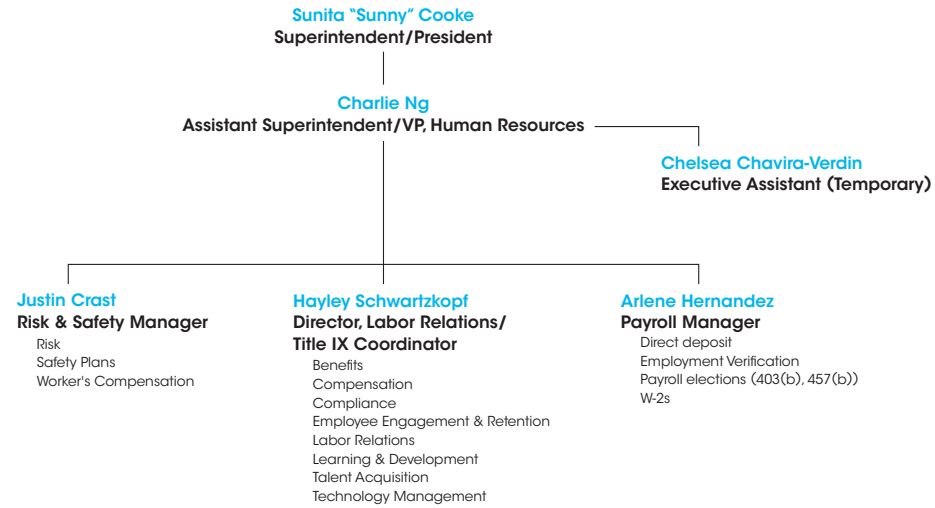 Sunita “Sunny” Cooke
Superintendent/President
Charlie Ng
Assistant Superintendent/VP, Human Resources
Chelsea Chavira-Verdin
Executive Assistant (Temporary)
Justin Crast
Risk & Safety Manager
Risk
Safety Plans
Worker's Compensation
Hayley Schwartzkopf
Director, Labor Relations/
Title IX Coordinator
Benefits
Compensation
Compliance
Employee Engagement & Retention
Labor Relations
Learning & Development
Talent Acquisition
Technology Management
Arlene Hernandez
Payroll Manager
Direct deposit
Employment Verification
Payroll elections (403(b), 457(b))
W-2s